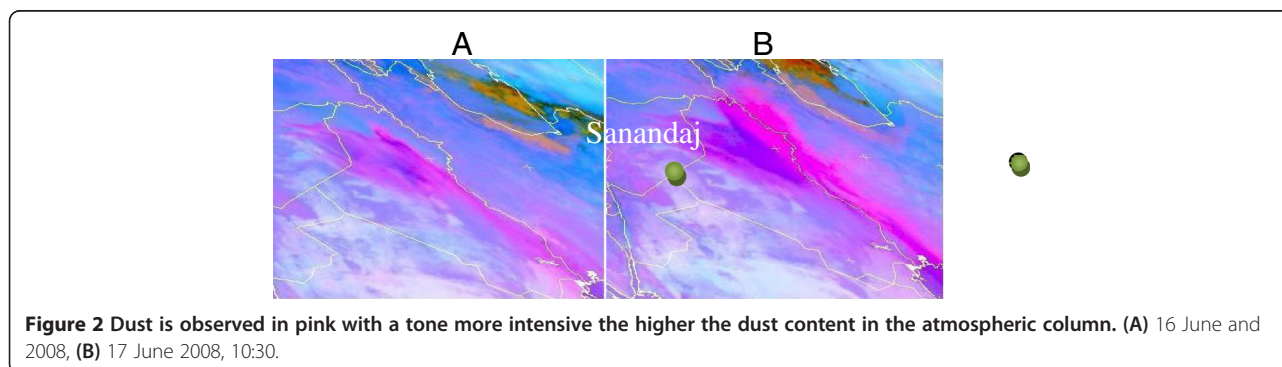 A B
Sanandaj
Figure 2 Dust is observed in pink with a tone more intensive the higher the dust content in the atmospheric column. (A) 16 June and
2008, (B) 17 June 2008, 10:30.